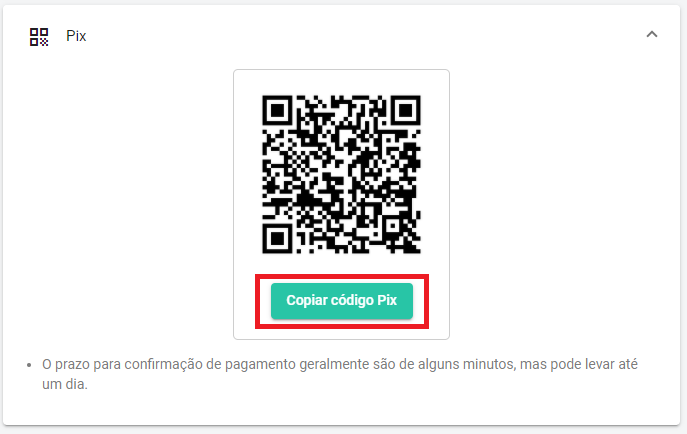 Pix
Copiar código Pix
O prazo para confirmação de pagamento geralmente são de alguns minutos, mas pode levar até
um dia.